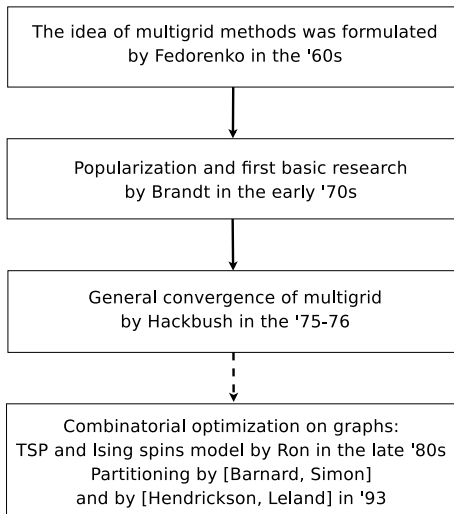 The idea of multigrid methods was formulated
by Fedorenko in the '60s
Popularization and first basic research
by Brandt in the early '70s
General convergence of multigrid
by Hackbush in the '75-76
Combinatorial optimization on graphs:
TSP and Ising spins model by Ron in the late '80s
Partitioning by [Barnard, Simon]
and by [Hendrickson, Leland] in '93